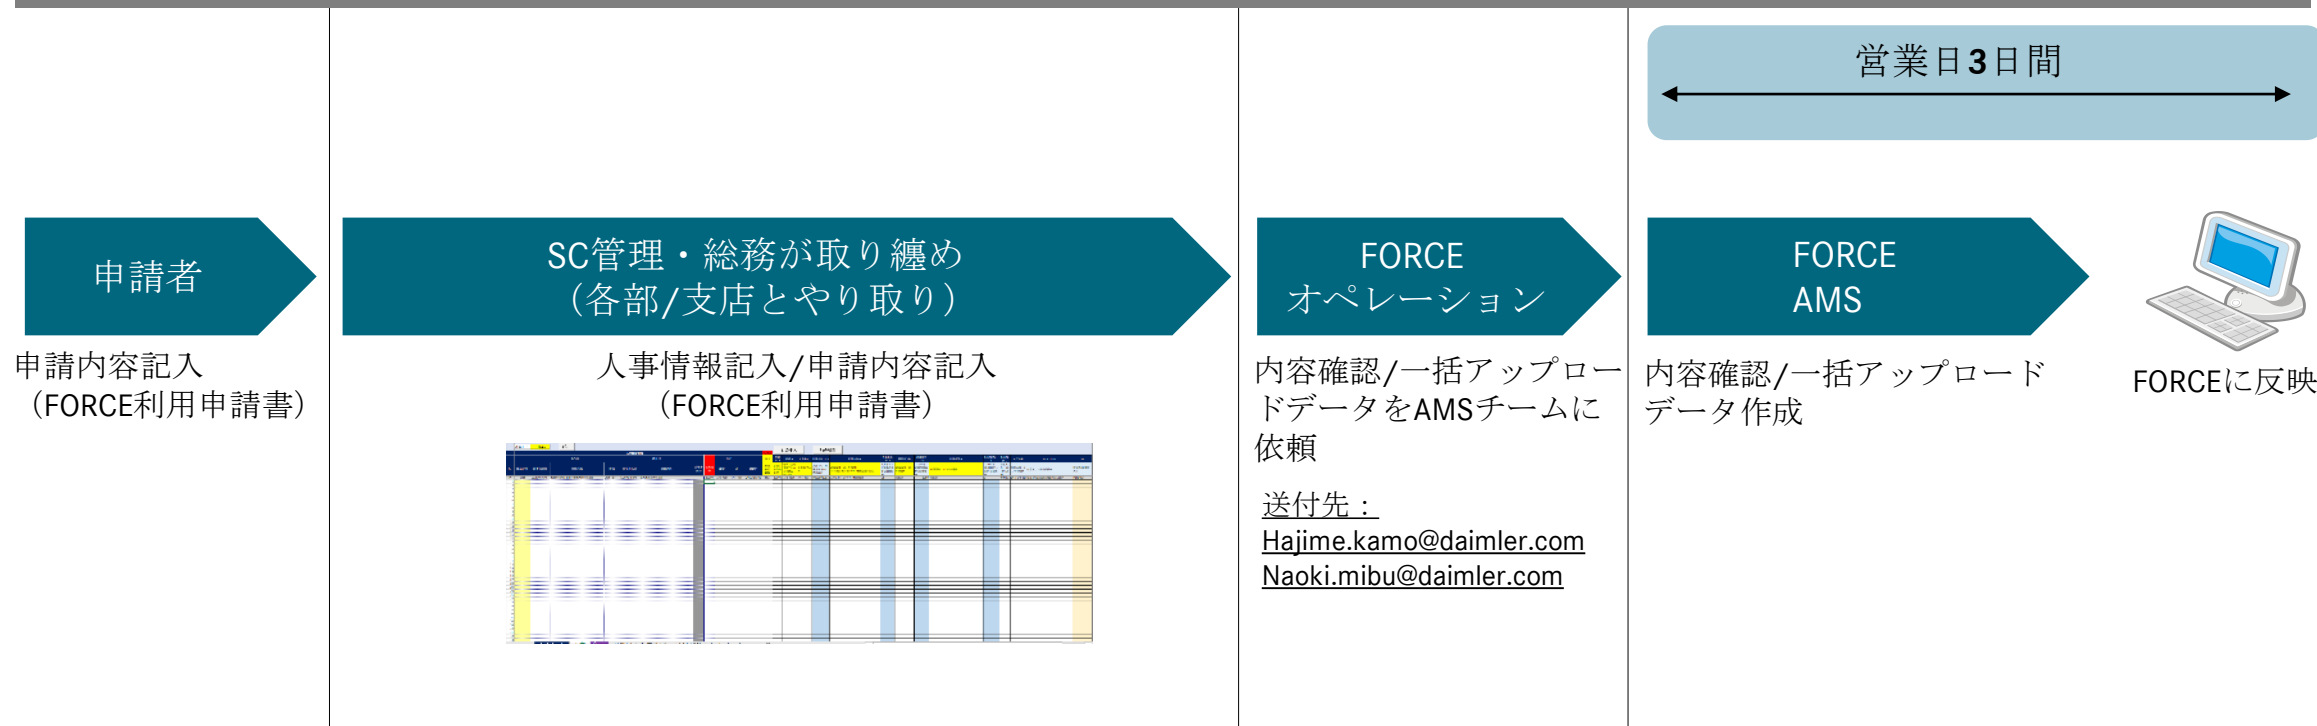 営業日3日間
申請者
申請内容記入
（FORCE利用申請書）
SC管理・総務が取り纏め
（各部/支店とやり取り）
人事情報記入/申請内容記入
（FORCE利用申請書）
FORCE
オペレーション
内容確認/一括アップロー
ドデータをAMSチームに
依頼
送付先：
Hajime.kamo@daimler.com
Naoki.mibu@daimler.com
FORCE
AMS
内容確認/一括アップロード
データ作成
FORCEに反映